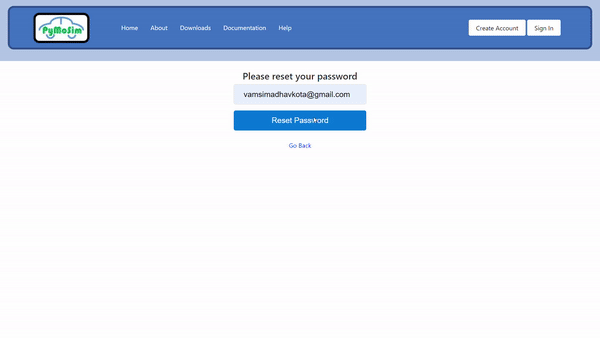 PyMoSim
Home About Downloads Documentation Help
Create Account Sign In
Please reset your password
vamsimadhavkota@gmail.com
Reset Password
Go Back